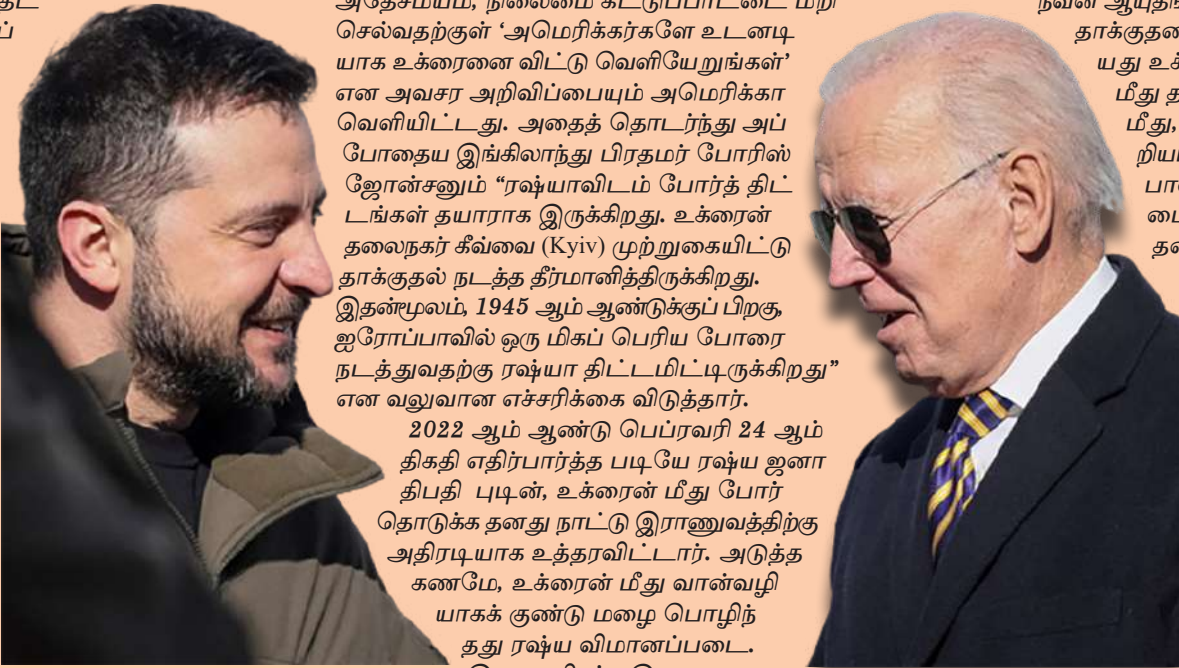 அதேசமயம், நிலைமை கட்டுப்பாட்டை மீறி
செல்வதற்குள் ‘அமெரிக்கர்களே உடனடி
யாக உக்ரைனை விட்டு வெளியேறுங்கள்’
என அவசர அறிவிப்பையும் அமெரிக்கா
வெளியிட்டது. அதைத் தொடர்ந்து அப்
போதைய இங்கிலாந்து பிரதமர் போரிஸ்
ஜோன்சனும் “ரஷ்யாவிடம் போர்த் திட்
டங்கள் தயாராக இருக்கிறது. உக்ரைன்
தலைநகர் கீவ்வை (Kyiv) முற்றுகையிட்டு
தாக்குதல் நடத்த தீர்மானித்திருக்கிறது.
இதன்மூலம், 1945 ஆம் ஆண்டுக்குப் பிறகு,
ஐரோப்பாவில் ஒரு மிகப் பெரிய போரை
நடத்துவதற்கு ரஷ்யா திட்டமிட்டிருக்கிறது”
என வலுவான எச்சரிக்கை விடுத்தார்.
2022 ஆம் ஆண்டு பெப்ரவரி 24 ஆம்
திகதி எதிர்பார்த்த படியே ரஷ்ய ஜனா
திபதி புடின், உக்ரைன் மீது போர்
தொடுக்க தனது நாட்டு இராணுவத்திற்கு
அதிரடியாக உத்தரவிட்டார். அடுத்த
கணமே, உக்ரைன் மீது வான்வழி
யாகக் குண்டு மழை பொழிந்
தது ரஷ்ய விமானப்படை.
யது
மீது
மீது,